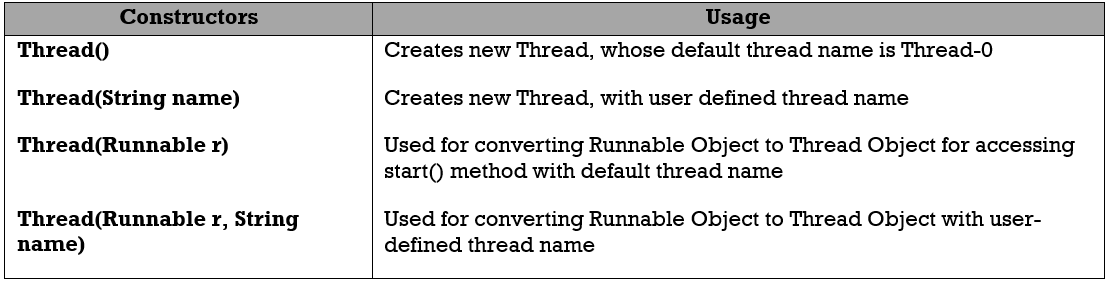 Constructors Usage
Thread() Creates new Thread, whose default thread name is Thread-0
Thread(String name) Creates new Thread, with user defined thread name
Thread(Runnable r) Used for converting Runnable Object to Thread Object for accessing
start() method with default thread name
Thread(Runnable r, String Used for converting Runnable Object to Thread Object with user-
name) defined thread name